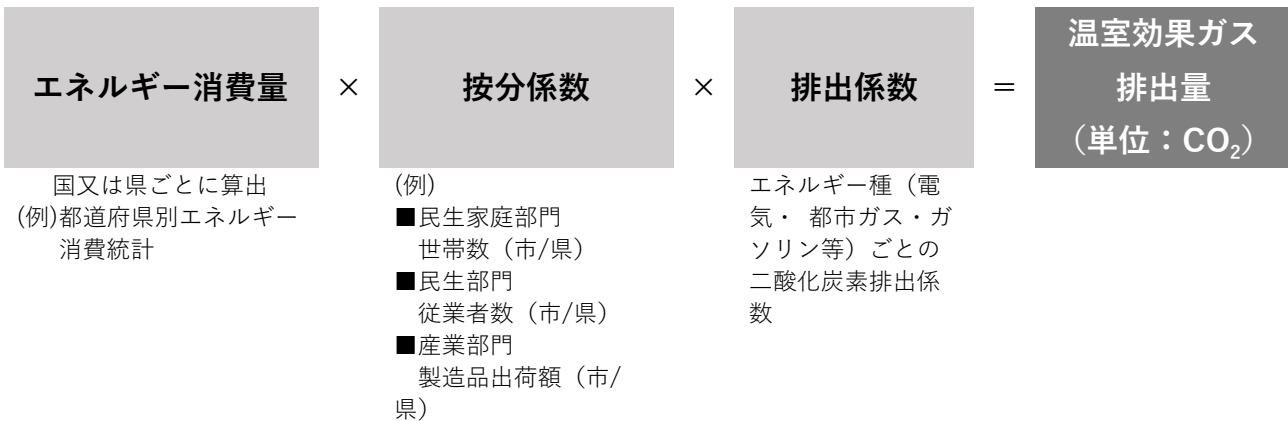 エネルギー消費量 × 按分係数 × 排出係数 = 温室効果ガス
排出量
（単位：CO₂）
国又は県ごとに算出
(例)都道府県別エネルギー
消費統計
(例)
■民生家庭部門
世帯数（市/県）
■民生部門
従業者数（市/県）
■産業部門
製造品出荷額（市/
県）
エネルギー種（電
気・ 都市ガス・ガ
ソリン等）ごとの
二酸化炭素排出係
数